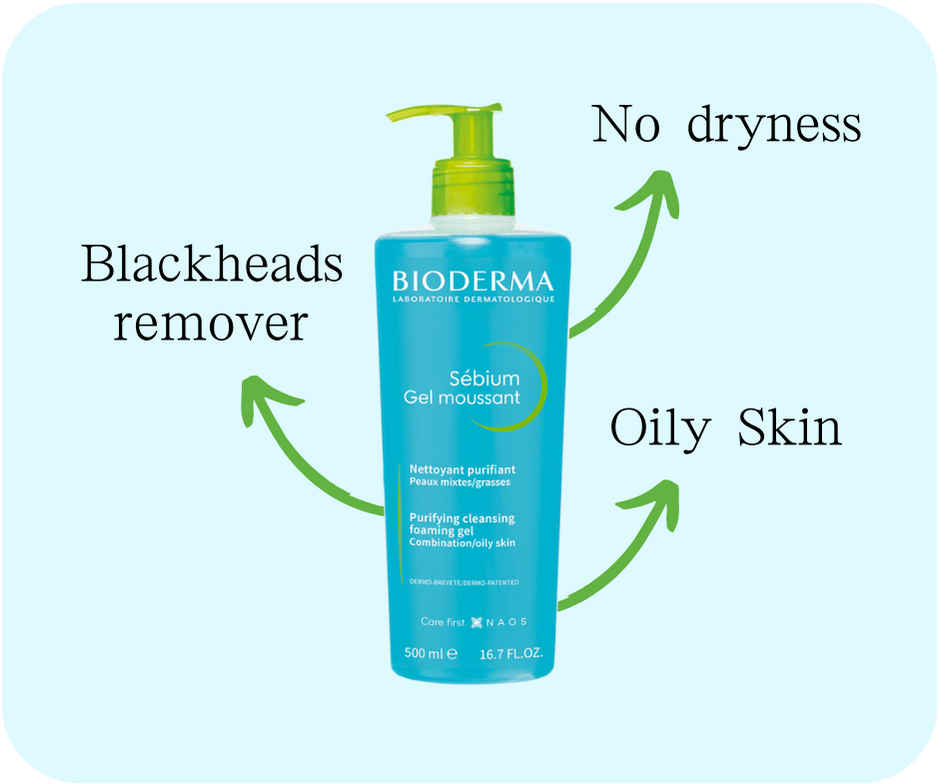 No dryness
Blackheads
remover
BIODERMA
LABORATOIRE DERMATOLOGIQUE
Sébium
Gel moussant
Oily Skin
Nettoyant purifiant
Peaux mixtes/grasses
Purifying cleansing
foaming gel
Combination/oily skin
DERMO-BREVETÉ/DERMO-PATENTED
Care first. NAOS
500 ml ℮ 16.7 FL.OZ.